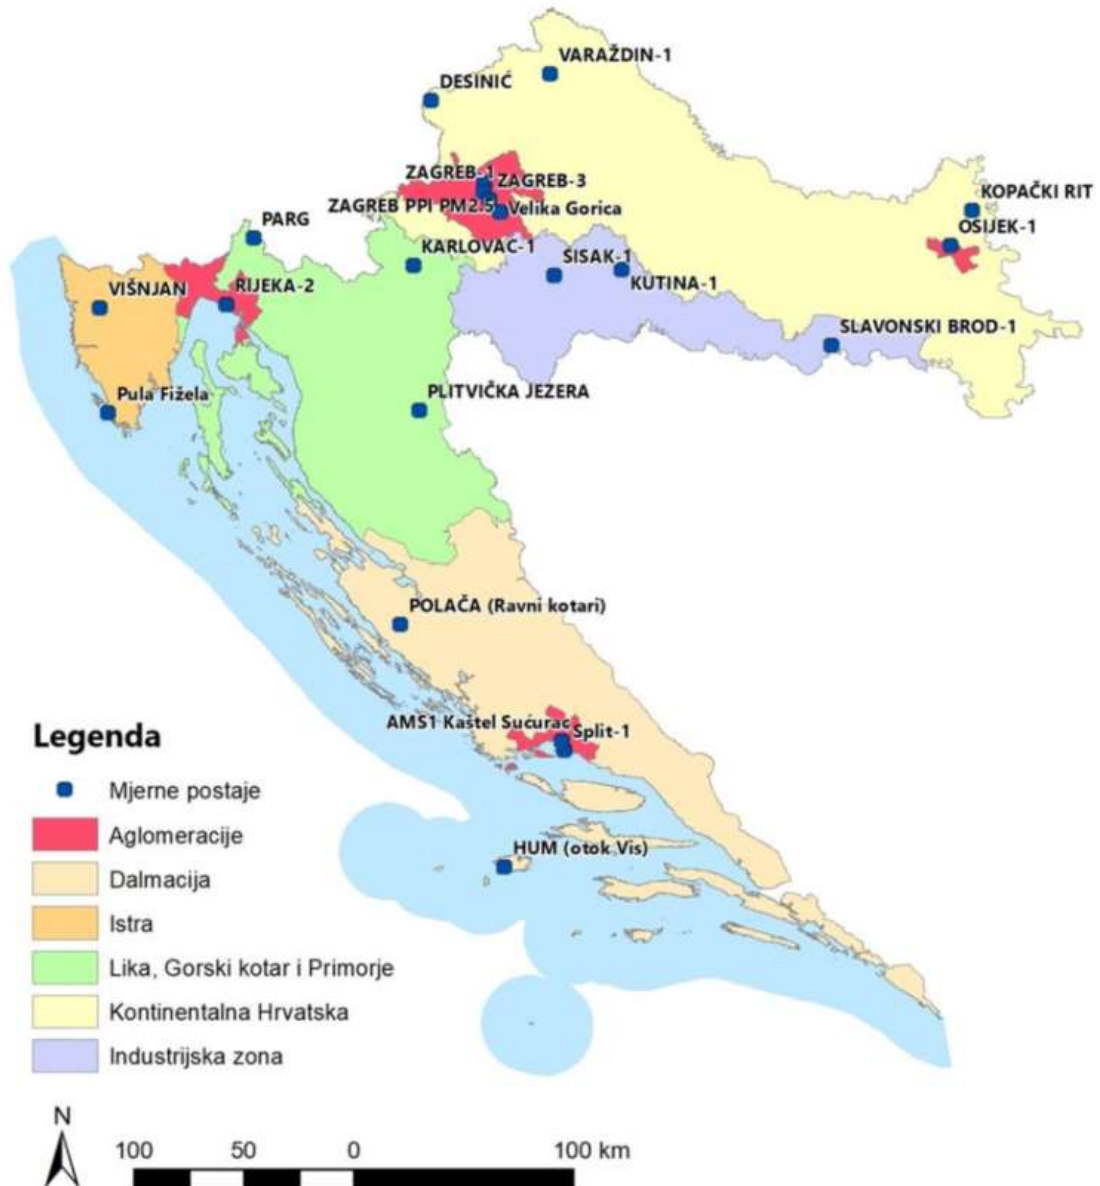 VARAŽDIN-1
DESINIĆ
ZAGREB-1
ZAGREB-3
KOPAČKI RIT
ZAGREB PPI PM2.5
Velika Gorica
PARG
OSIJEK-1
KARLOVAC-1
SISAK-1
VIŠNJAN
RIJEKA-2
KUTINA-1
SLAVONSKI BROD-1
Pula Fižela
PLITVIČKA JEZERA
POLAČA (Ravni kotari)
AMS1 Kaštel Sućurac
Split-1
HUM (otok Vis)
Legenda
Mjerne postaje
Aglomeracije
Dalmacija
Istra
Lika, Gorski kotar i Primorje
Kontinentalna Hrvatska
Industrijska zona
N
100 50 0 100 km